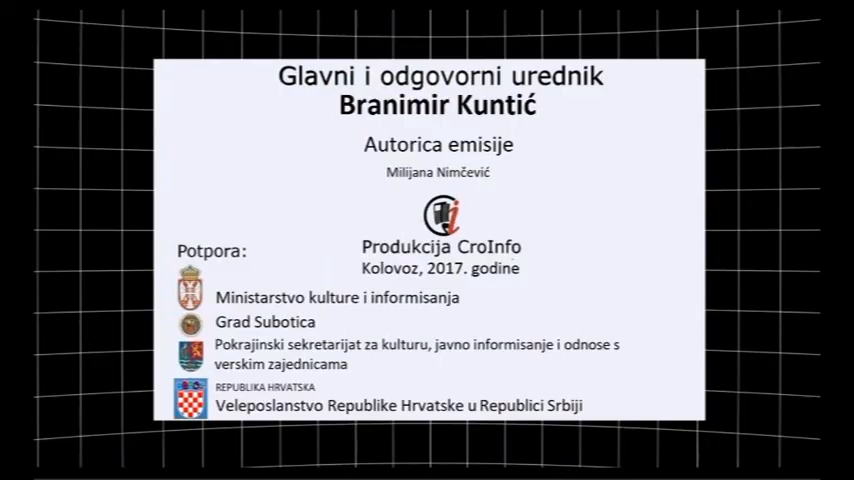 Glavni i odgovorni urednik
Branimir Kuntić
Autorica emisije
Milijana Nimčević
Produkcija CroInfo
Kolovoz, 2017. godine
Potpora:
Ministarstvo kulture i informisanja
Grad Subotica
Pokrajinski sekretarijat za kulturu, javno informisanje i odnose s
verskim zajednicama
REPUBLIKA HRVATSKA
Veleposlanstvo Republike Hrvatske u Republici Srbiji